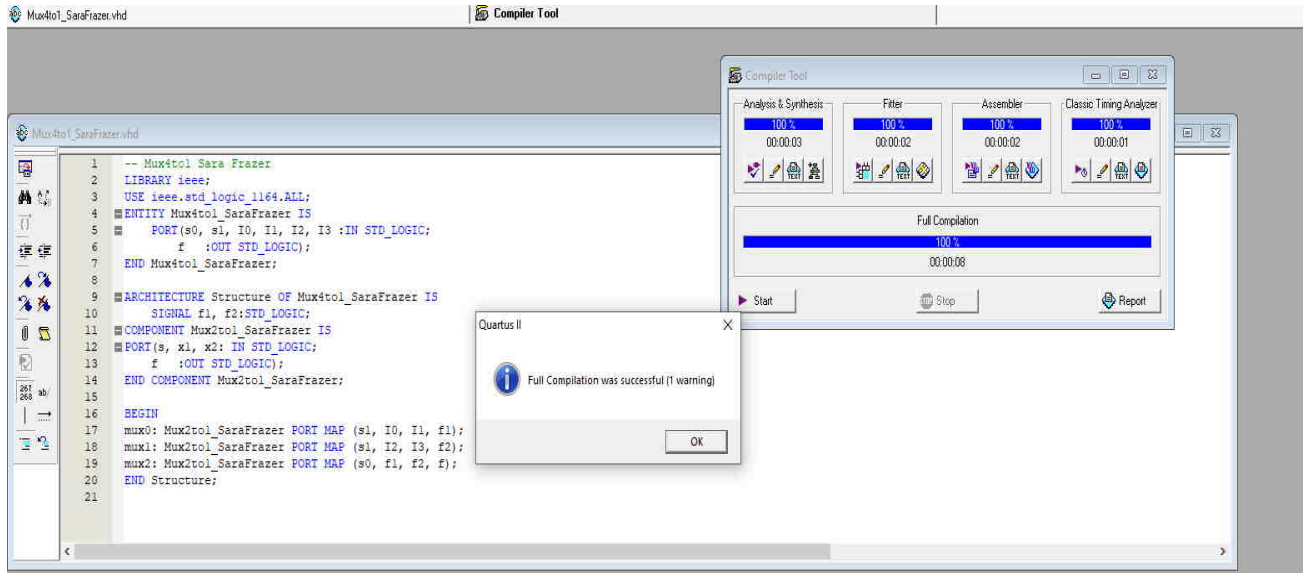 Mux4to1_SaraFrazer.vhd
Compiler Tool
Compiler Tool
Analysis & Synthesis
Fitter
Assembler
Classic Timing Analyzer
100 %
100 %
100 %
100 %
00:00:03
00:00:02
00:00:02
00:00:01
Full Compilation
100 %
00:00:08
Start
Stop
Report
Mux4to1_SaraFrazer.vhd
1 -- Mux4to1 Sara Frazer
2 LIBRARY ieee;
3 USE ieee.std_logic_1164.ALL;
4 ENTITY Mux4to1_SaraFrazer IS
5 PORT(s0, s1, I0, I1, I2, I3 :IN STD_LOGIC;
6 f :OUT STD_LOGIC);
7 END Mux4to1_SaraFrazer;
8
9 ARCHITECTURE Structure OF Mux4to1_SaraFrazer IS
10 SIGNAL f1, f2:STD_LOGIC;
11 COMPONENT Mux2to1_SaraFrazer IS
12 PORT(s, x1, x2: IN STD_LOGIC;
13 f :OUT STD_LOGIC);
14 END COMPONENT Mux2to1_SaraFrazer;
15
16 BEGIN
17 mux0: Mux2to1_SaraFrazer PORT MAP (s1, I0, I1, f1);
18 mux1: Mux2to1_SaraFrazer PORT MAP (s1, I2, I3, f2);
19 mux2: Mux2to1_SaraFrazer PORT MAP (s0, f1, f2, f);
20 END Structure;
21
267
268 ab/
Quartus II
Full Compilation was successful (1 warning)
OK